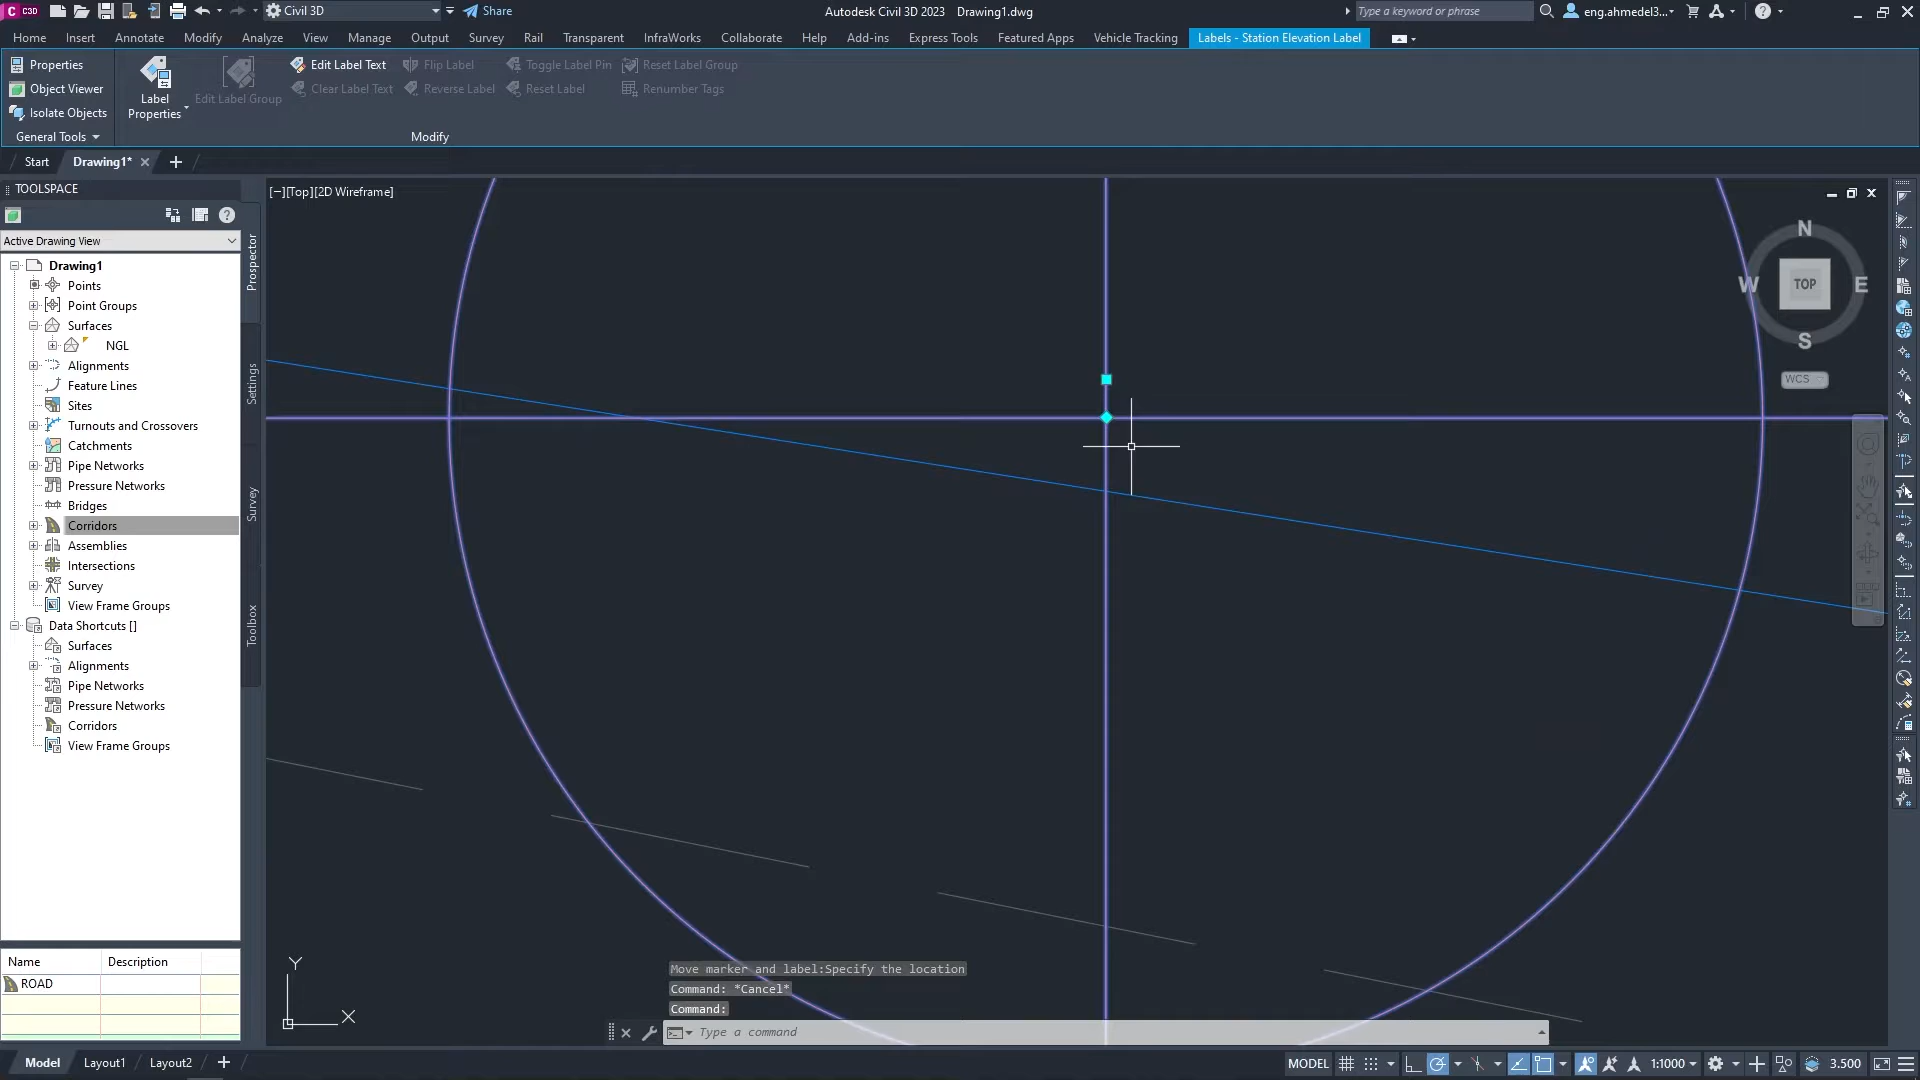 C C3D Civil 3D Share Autodesk Civil 3D 2023 Drawing1.dwg Type a keyword or phrase eng.ahmedel3...
Home Insert Annotate Modify Analyze View Manage Output Survey Rail Transparent InfraWorks Collaborate Help Add-ins Express Tools Featured Apps Vehicle Tracking Labels - Station Elevation Label
Properties
Object Viewer
Isolate Objects
General Tools
Label
Properties
Edit Label Group
Edit Label Text Flip Label Toggle Label Pin Reset Label Group
Clear Label Text Reverse Label Reset Label Renumber Tags
Modify
Start Drawing1*
TOOLSPACE
Active Drawing View
Drawing1
Points
Point Groups
Surfaces
NGL
Alignments
Feature Lines
Sites
Turnouts and Crossovers
Catchments
Pipe Networks
Pressure Networks
Bridges
Corridors
Assemblies
Intersections
Survey
View Frame Groups
Data Shortcuts []
Surfaces
Alignments
Pipe Networks
Pressure Networks
Corridors
View Frame Groups
Prospector
Settings
Survey
Toolbox
Name Description
ROAD
[−][Top][2D Wireframe]
N
W TOP E
S
WCS
Y
X
Move marker and label:Specify the location
Command: *Cancel*
Command:
Type a command
Model Layout1 Layout2 + MODEL 1:1000 3.500